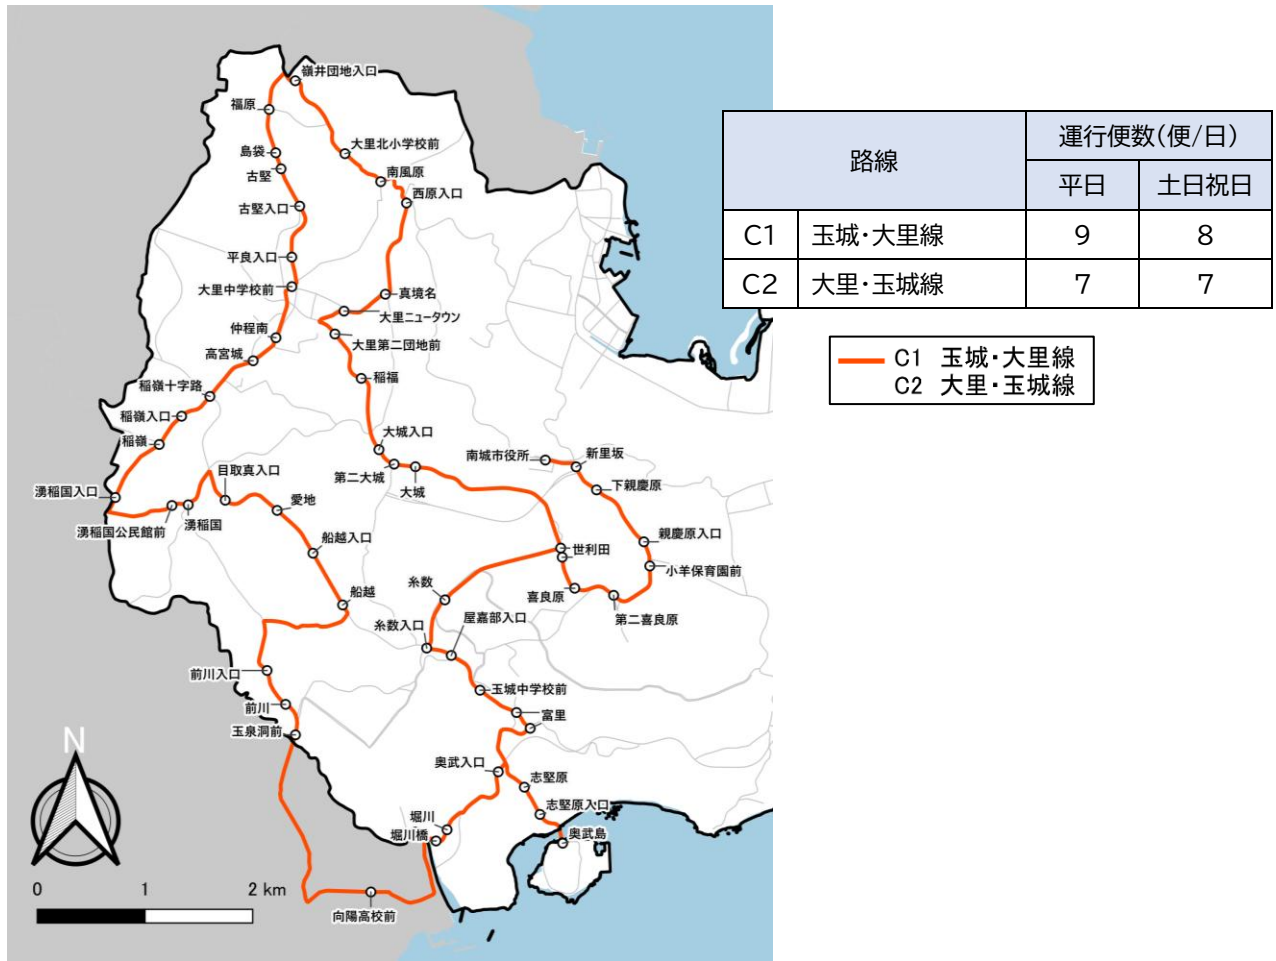 嶺井団地入口
福原
大里北小学校前
島袋
南風原
古堅
西原入口
古堅入口
平良入口
大里中学校前
真境名
大里ニュータウン
仲程南
大里第二団地前
高宮城
稲嶺十字路
稲福
稲嶺入口
大城入口
稲嶺
南城市役所
新里坂
第二大城
目取真入口
大城
下親慶原
湧稲国入口
愛地
湧稲国公民館前
湧稲国
親慶原入口
船越入口
世利田
小羊保育園前
糸数
喜良原
船越
屋嘉部入口
第二喜良原
糸数入口
前川入口
玉城中学校前
前川
富里
玉泉洞前
奥武入口
志堅原
堀川
志堅原入口
堀川橋
奥武島
向陽高校前
N
0 1 2 km
路線 運行便数(便/日)
平日 土日祝日
C1 玉城・大里線 9 8
C2 大里・玉城線 7 7
C1 玉城・大里線
C2 大里・玉城線